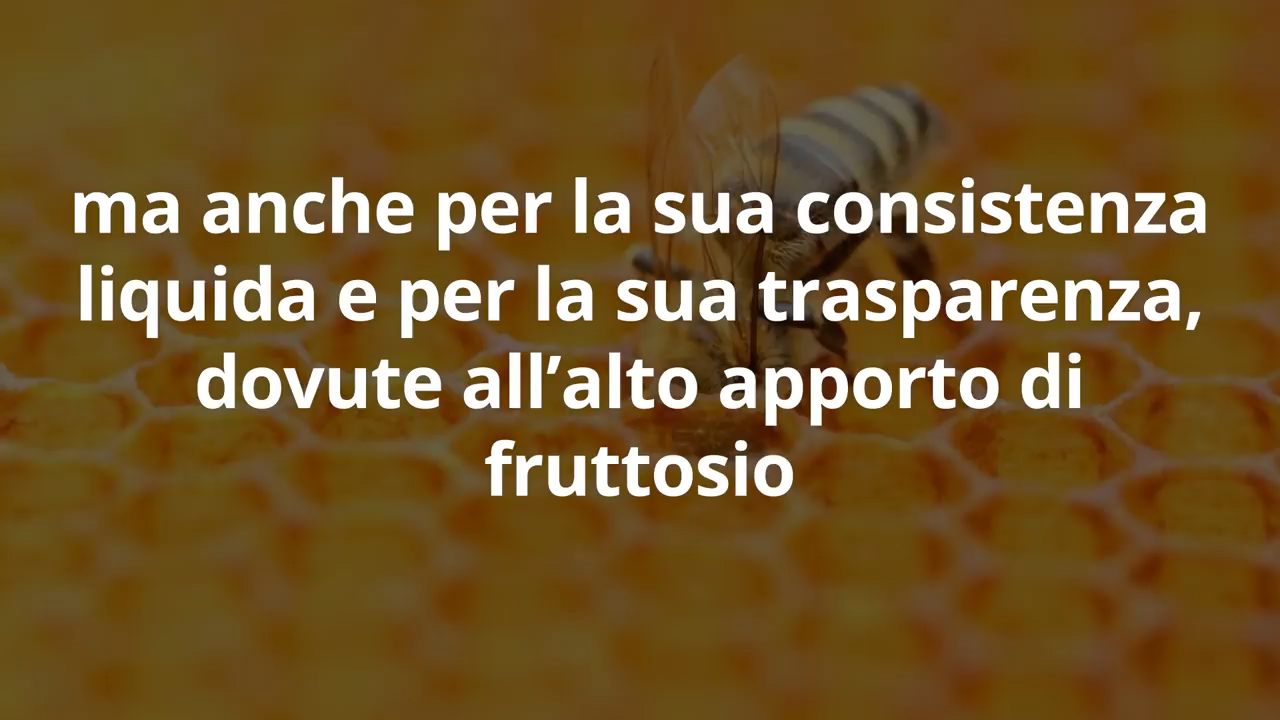 ma anche per la sua consistenza
liquida e per la sua trasparenza,
dovute all’alto apporto di
fruttosio